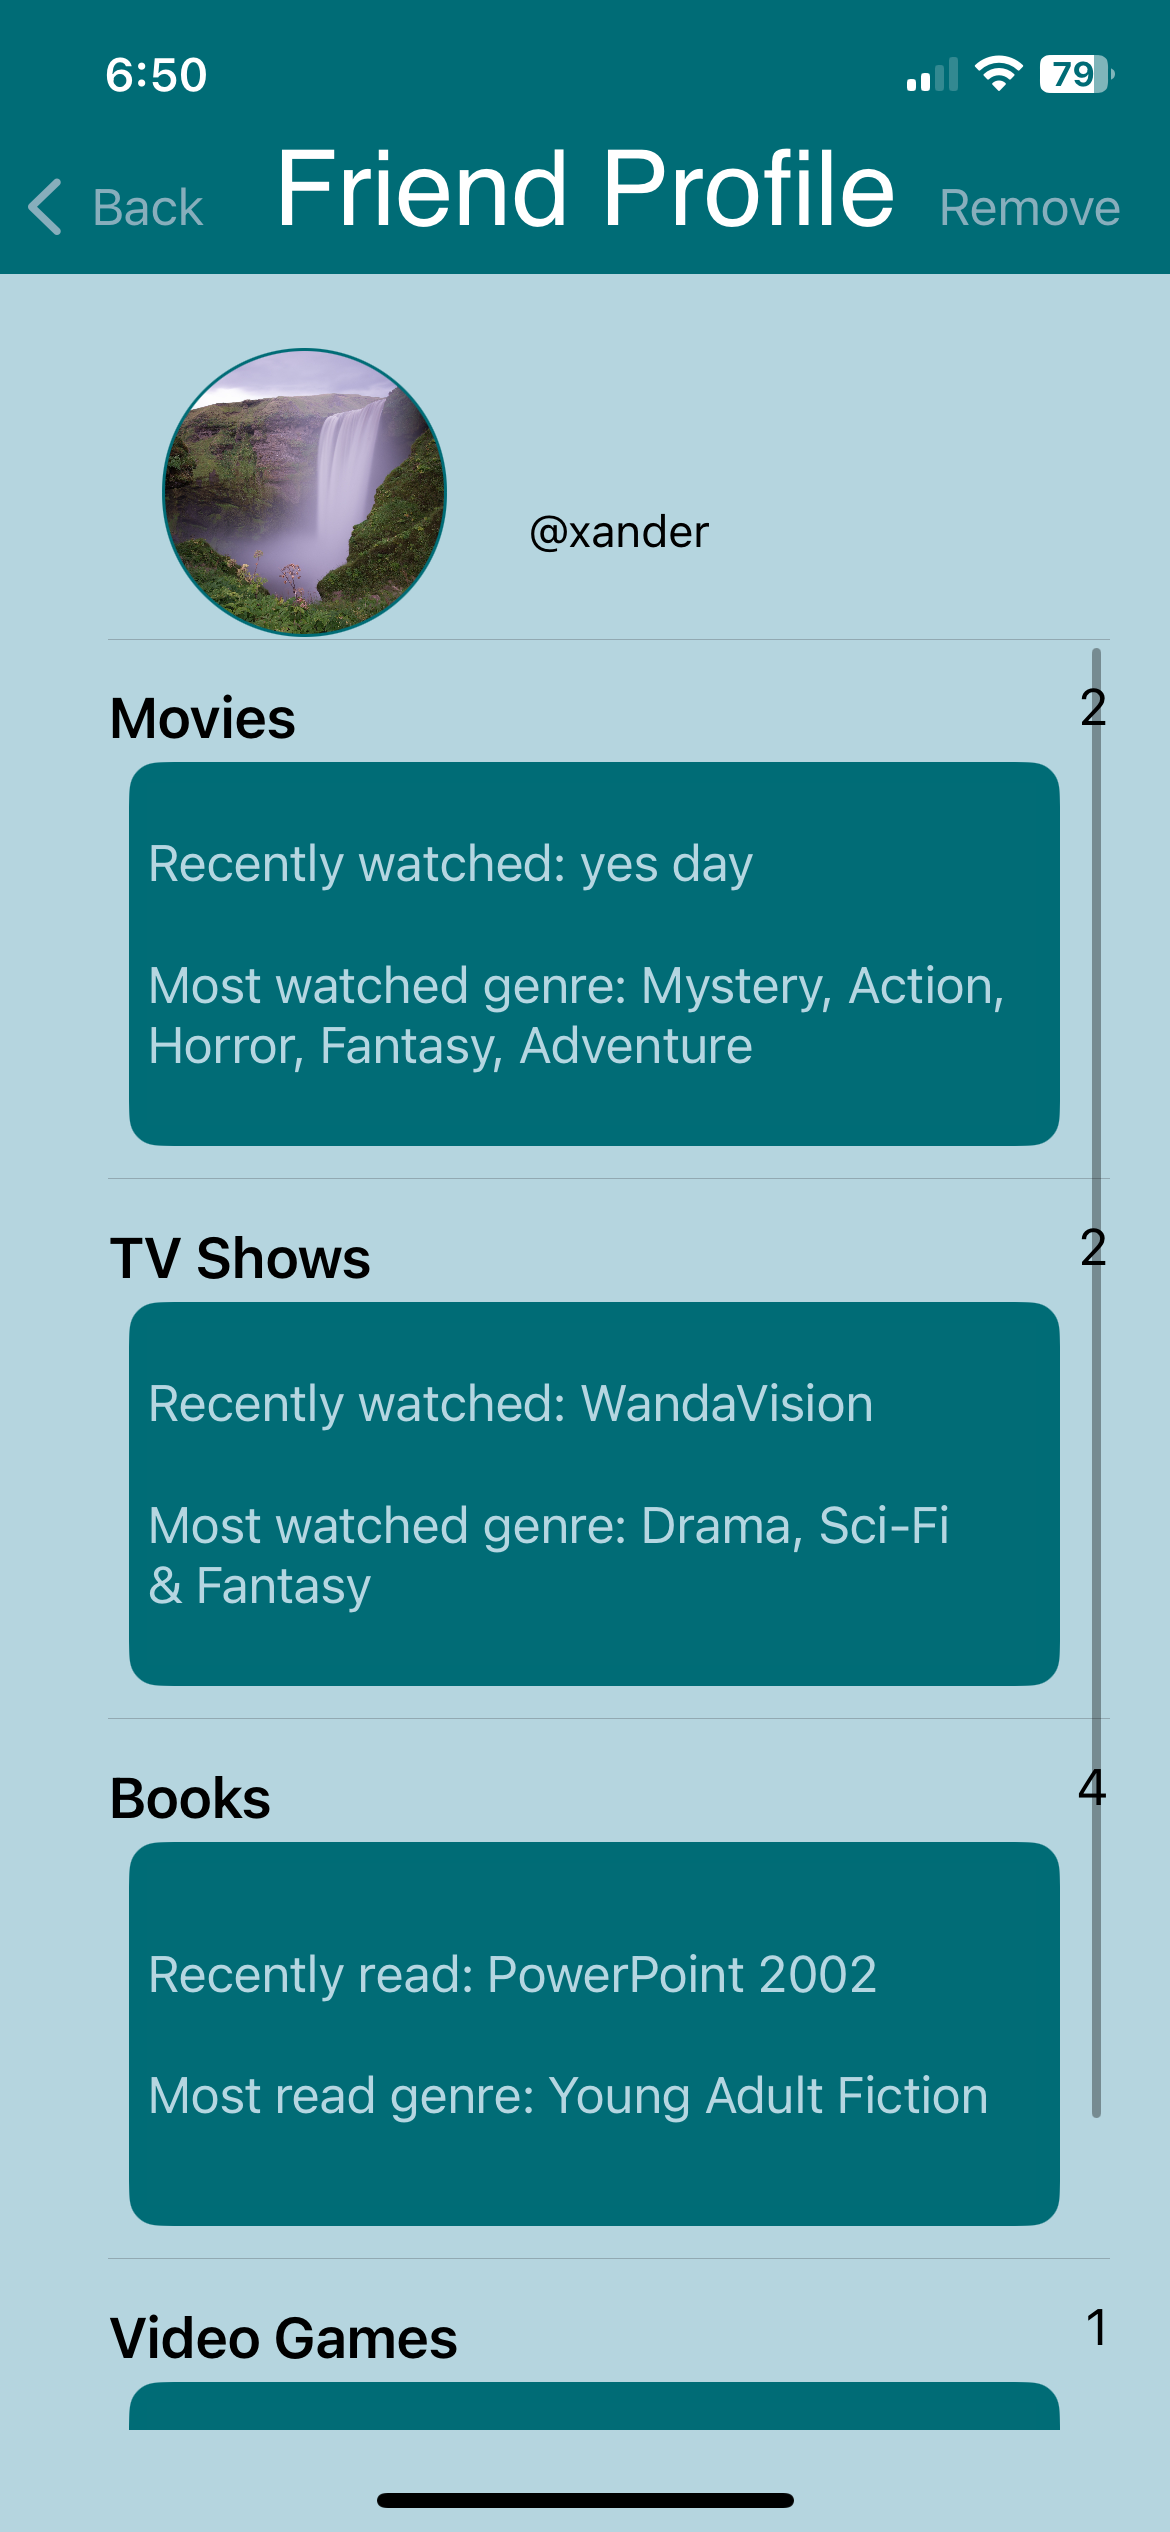 6:50
79
Back
Friend Profile
Remove
@xander
Movies
2
Recently watched: yes day
Most watched genre: Mystery, Action,
Horror, Fantasy, Adventure
TV Shows
2
Recently watched: WandaVision
Most watched genre: Drama, Sci-Fi
& Fantasy
Books
4
Recently read: PowerPoint 2002
Most read genre: Young Adult Fiction
Video Games
1